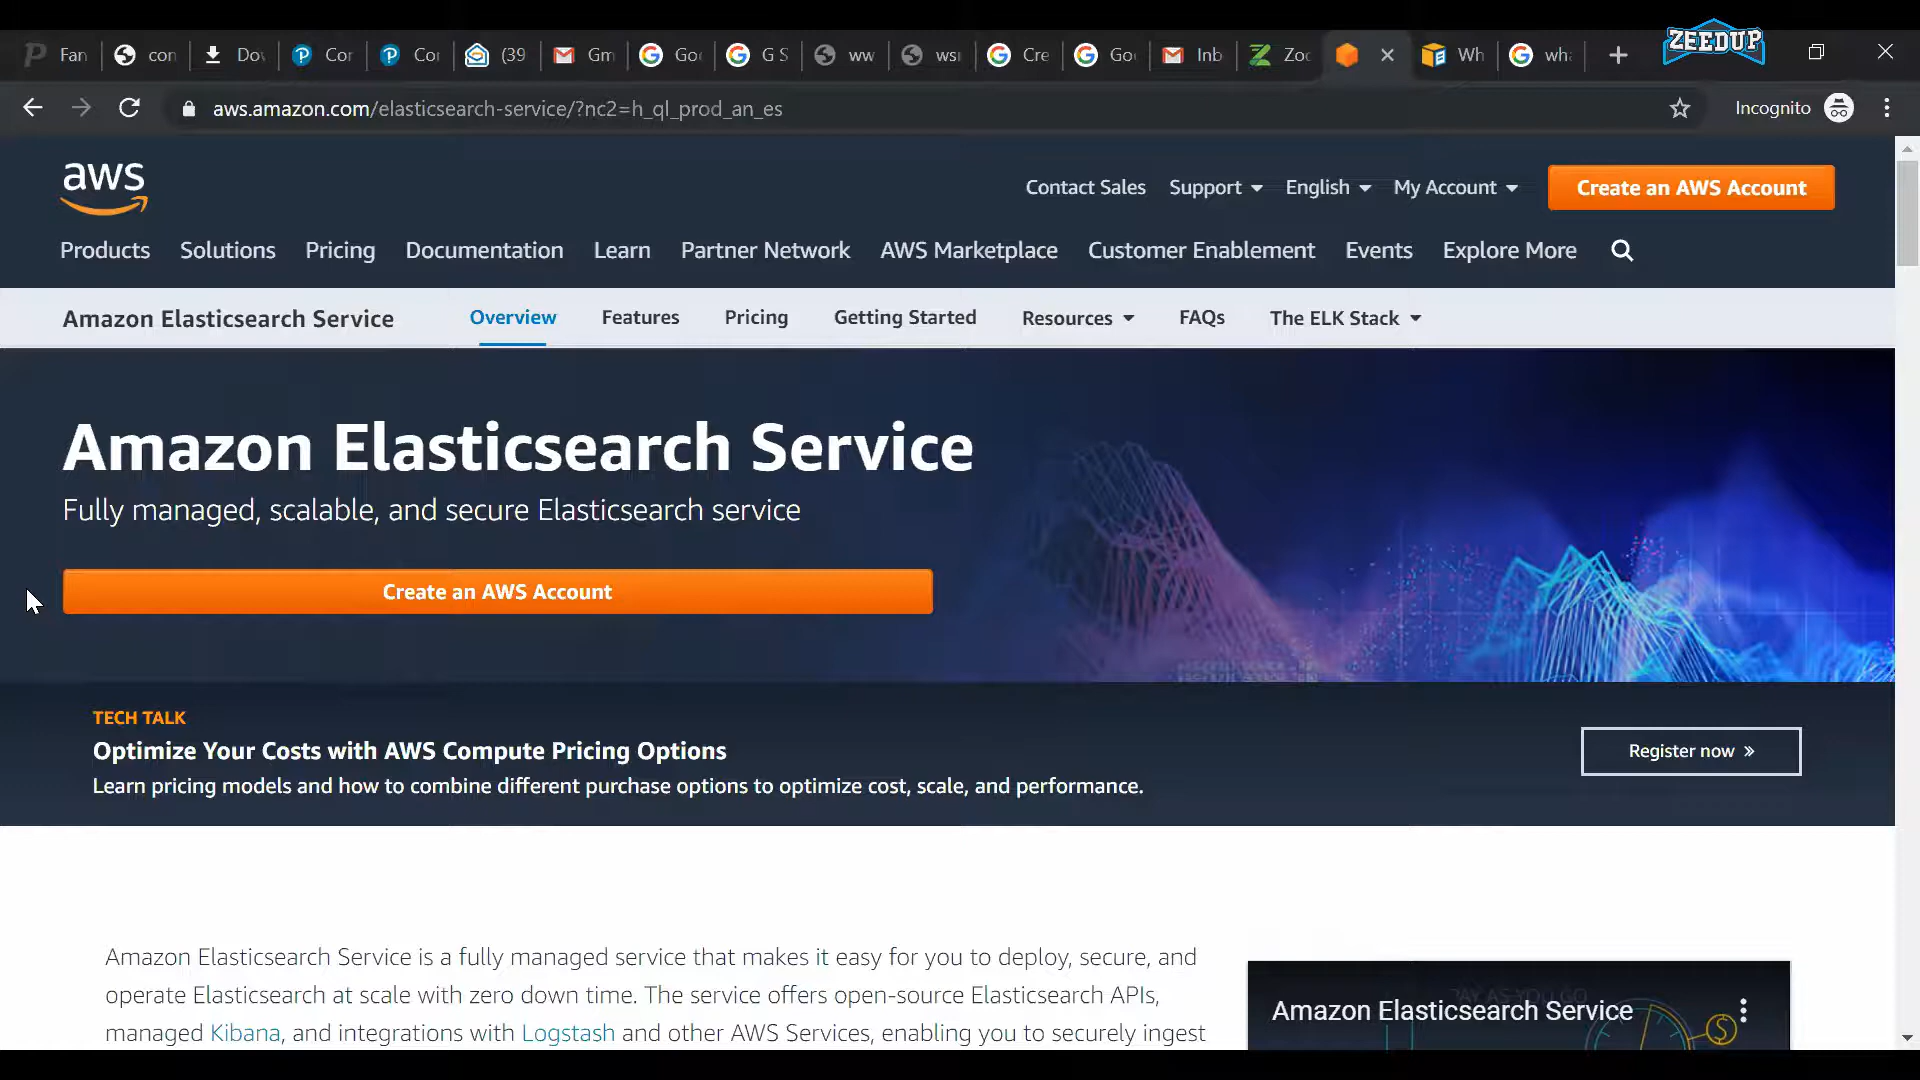 ZEEDUP
Fan
con
Dov
Cor
Cor
(39
Gm
Goo
G S
ww
wsi
Cre
Goo
Inb
Zoc
Wh
wha
aws.amazon.com/elasticsearch-service/?nc2=h_ql_prod_an_es
Incognito
aws
Contact Sales Support English My Account Create an AWS Account
Products Solutions Pricing Documentation Learn Partner Network AWS Marketplace Customer Enablement Events Explore More
Amazon Elasticsearch Service Overview Features Pricing Getting Started Resources FAQs The ELK Stack
Amazon Elasticsearch Service
Fully managed, scalable, and secure Elasticsearch service
Create an AWS Account
TECH TALK
Optimize Your Costs with AWS Compute Pricing Options
Learn pricing models and how to combine different purchase options to optimize cost, scale, and performance.
Register now »
Amazon Elasticsearch Service is a fully managed service that makes it easy for you to deploy, secure, and
operate Elasticsearch at scale with zero down time. The service offers open-source Elasticsearch APIs,
managed Kibana, and integrations with Logstash and other AWS Services, enabling you to securely ingest
PAY AS YOU GO
Amazon Elasticsearch Service
$